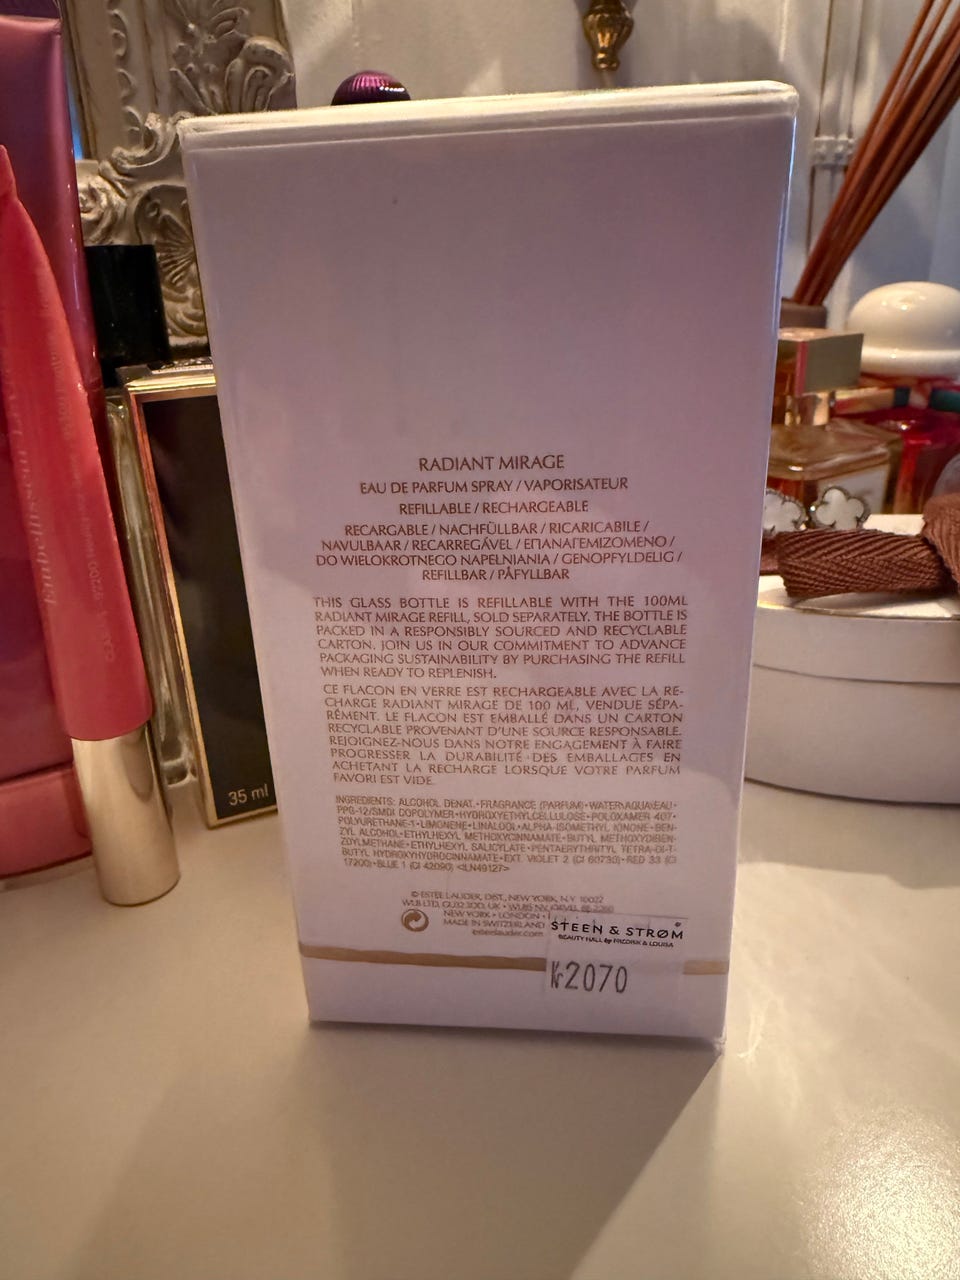 RADIANT MIRAGE
EAU DE PARFUM SPRAY / VAPORISATEUR
REFILLABLE / RECHARGEABLE
RECARGABLE / NACHFÜLLBAR / RICARICABILE /
NAVULBAAR / RECARREGÁVEL / ΕΠΑΝΑΓΕΜΙΖΟΜΕΝΟ /
DO WIELOKROTNEGO NAPEŁNIANIA / GENOPFYLDELIG /
REFILLBAR / PÅFYLLBAR
THIS GLASS BOTTLE IS REFILLABLE WITH THE 100ML
RADIANT MIRAGE REFILL, SOLD SEPARATELY. THE BOTTLE IS
PACKED IN A RESPONSIBLY SOURCED AND RECYCLABLE
CARTON. JOIN US IN OUR COMMITMENT TO ADVANCE
PACKAGING SUSTAINABILITY BY PURCHASING THE REFILL
WHEN READY TO REPLENISH.
CE FLACON EN VERRE EST RECHARGEABLE AVEC LA RE-
CHARGE RADIANT MIRAGE DE 100 ML, VENDUE SÉPA-
RÉMENT. LE FLACON EST EMBALLÉ DANS UN CARTON
RECYCLABLE PROVENANT D'UNE SOURCE RESPONSABLE.
REJOIGNEZ-NOUS DANS NOTRE ENGAGEMENT À FAIRE
PROGRESSER LA DURABILITÉ DES EMBALLAGES EN
ACHETANT LA RECHARGE LORSQUE VOTRE PARFUM
FAVORI EST VIDE.
INGREDIENTS: ALCOHOL DENAT.•FRAGRANCE (PARFUM)•WATER\AQUA\EAU•
PPG-12/SMDI COPOLYMER•HYDROXYETHYLCELLULOSE•POLOXAMER 407•
POLYURETHANE-1•LIMONENE•LINALOOL•ALPHA-ISOMETHYL IONONE•BEN-
ZYL ALCOHOL•ETHYLHEXYL METHOXYCINNAMATE•BUTYL METHOXYDIBEN-
ZOYLMETHANE•ETHYLHEXYL SALICYLATE•PENTAERYTHRITYL TETRA-DI-T-
BUTYL HYDROXYHYDROCINNAMATE•EXT. VIOLET 2 (CI 60730)•RED 33 (CI
17200)•BLUE 1 (CI 42090) <ILN49127>
© ESTEE LAUDER, DIST., NEW YORK, N.Y. 10022
NEW YORK • LONDON •
MADE IN SWITZERLAND
esteelauder.com
STEEN & STRØM
BEAUTY HALL by FREDRIK & LOUISA
Kr2070
35 ml